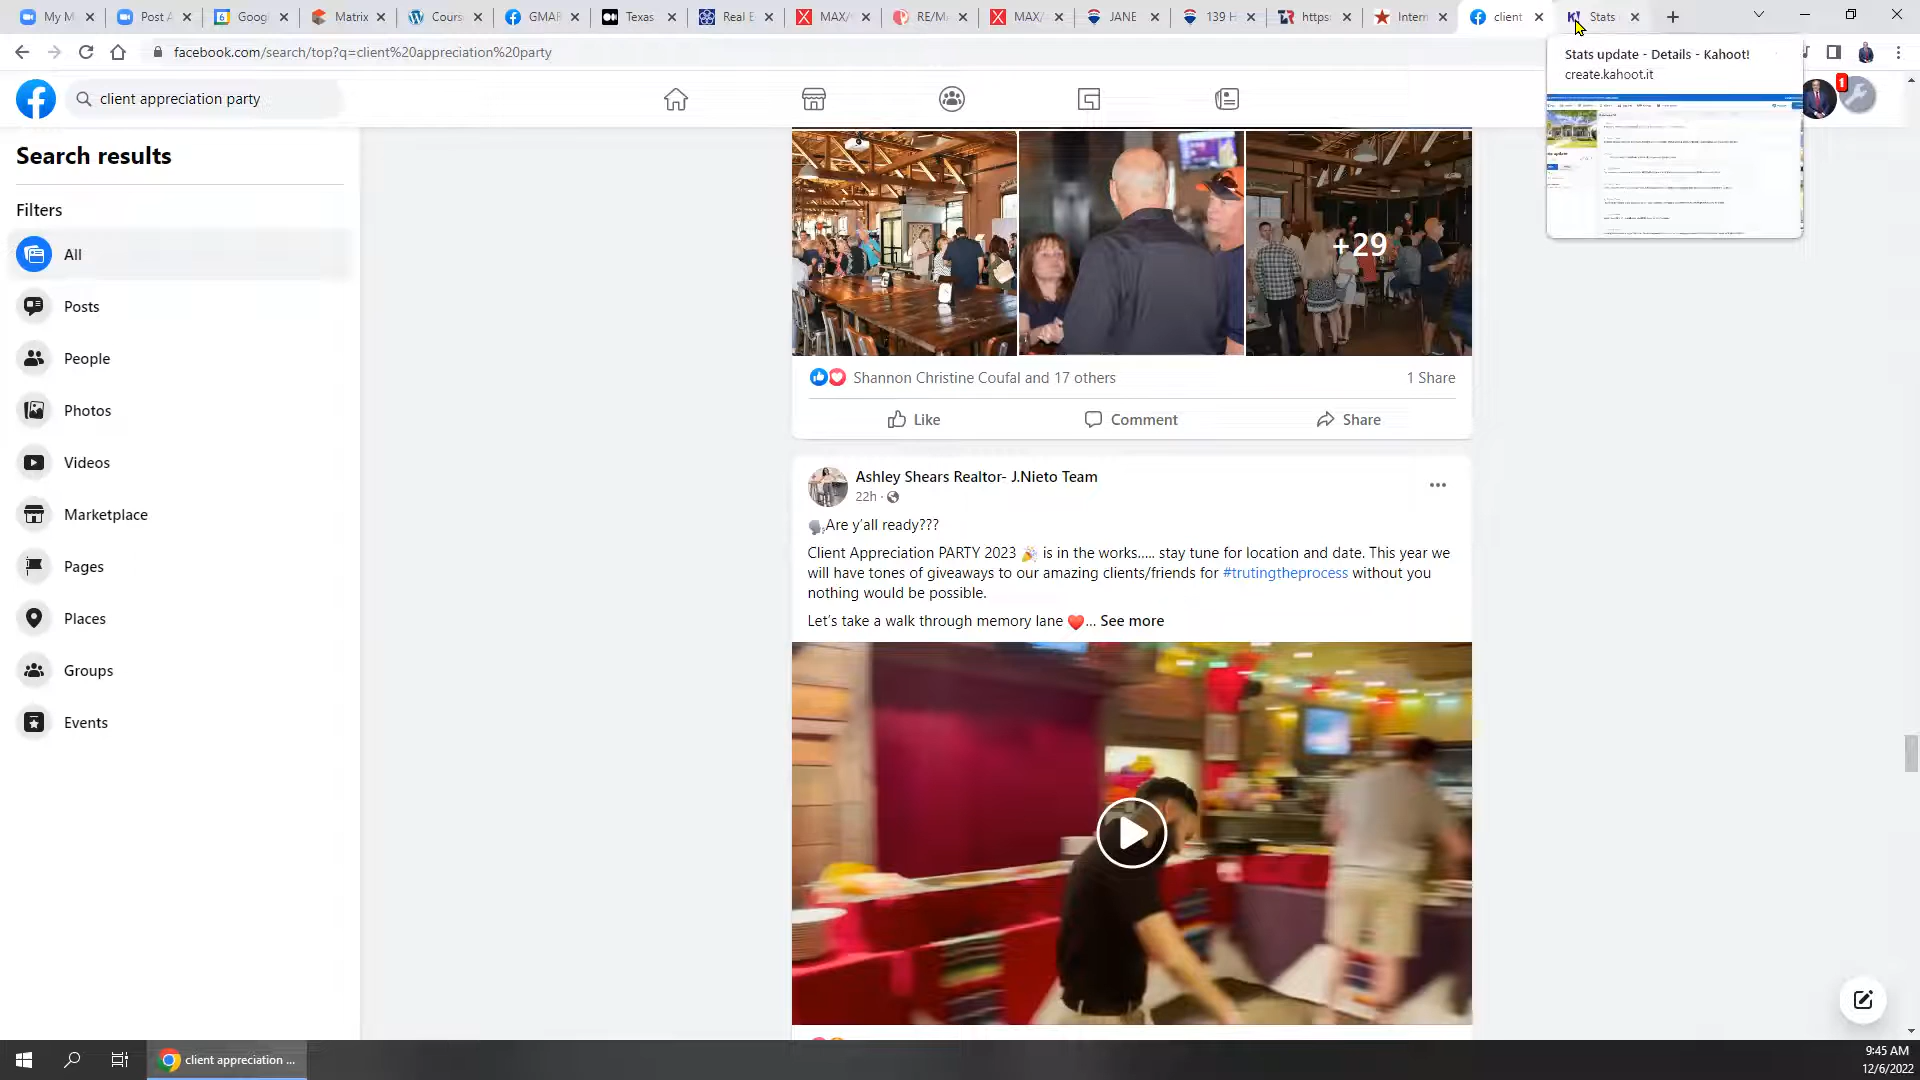 My M
Post A
Goog
Matrix
Cours
GMAR
Texas
Real E
MAX/
RE/M
MAX/
JANE
139 H
https:
Intern
client
Stats
facebook.com/search/top?q=client%20appreciation%20party
Stats update - Details - Kahoot!
create.kahoot.it
client appreciation party
1
Search results
Filters
All
Posts
People
Photos
Videos
Marketplace
Pages
Places
Groups
Events
+29
Shannon Christine Coufal and 17 others
1 Share
Like
Comment
Share
Ashley Shears Realtor- J.Nieto Team
22h ·
Are y'all ready???
Client Appreciation PARTY 2023 🎉 is in the works..... stay tune for location and date. This year we
will have tones of giveaways to our amazing clients/friends for #trutingtheprocess without you
nothing would be possible.
Let's take a walk through memory lane ❤️... See more
client appreciation ...
9:45 AM
12/6/2022